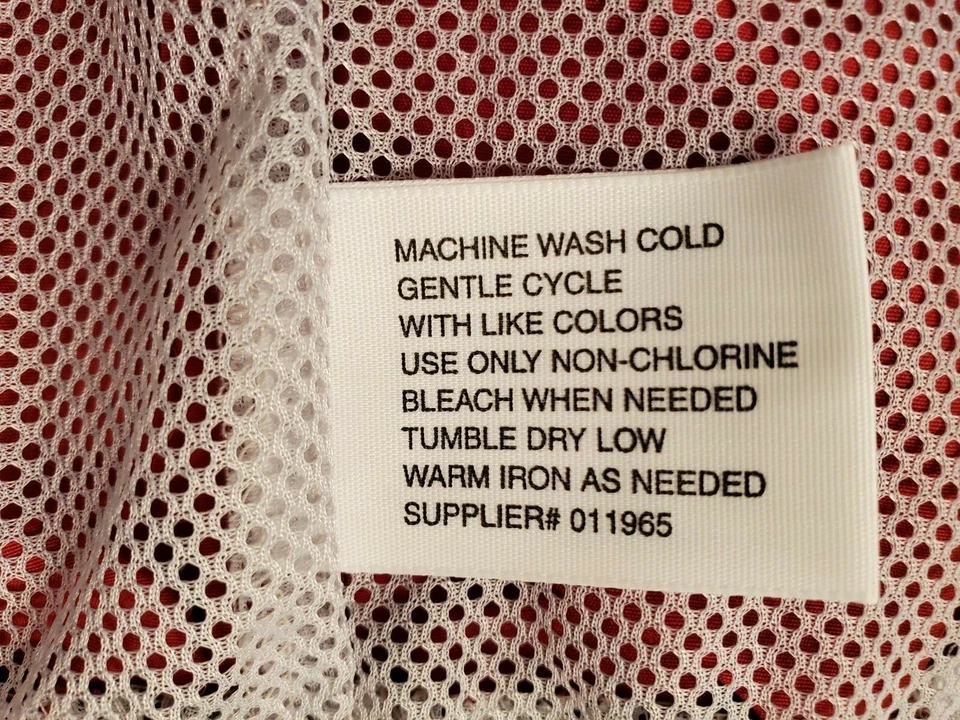 MACHINE WASH COLD
GENTLE CYCLE
WITH LIKE COLORS
USE ONLY NON-CHLORINE
BLEACH WHEN NEEDED
TUMBLE DRY LOW
WARM IRON AS NEEDED
SUPPLIER# 011965